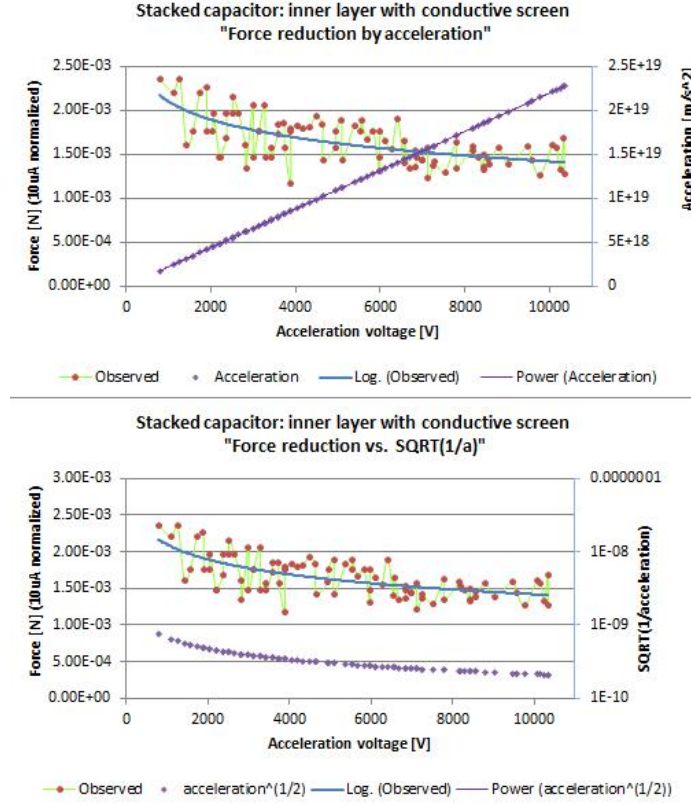 Stacked capacitor: inner layer with conductive screen
"Force reduction by acceleration"
2.50E-03
2.00E-03
1.50E-03
1.00E-03
5.00E-04
0.00E+00
Force [N] (10uA normalized)
2.5E+19
2E+19
1.5E+19
1E+19
5E+18
0
Acceleration [m/s^2]
0 2000 4000 6000 8000 10000
Acceleration voltage [V]
Observed Acceleration Log. (Observed) Power (Acceleration)
Stacked capacitor: inner layer with conductive screen
"Force reduction vs. SQRT(1/a)"
3.00E-03
2.50E-03
2.00E-03
1.50E-03
1.00E-03
5.00E-04
0.00E+00
Force [N] (10uA normalized)
0.0000001
1E-08
1E-09
1E-10
SQRT(1/acceleration)
0 2000 4000 6000 8000 10000
Acceleration voltage [V]
Observed acceleration^(1/2) Log. (Observed) Power (acceleration^(1/2))